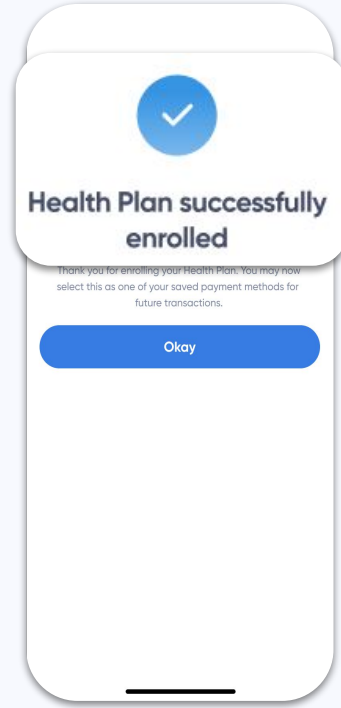 Health Plan successfully
enrolled
Thank you for enrolling your Health Plan. You may now
select this as one of your saved payment methods for
future transactions.
Okay